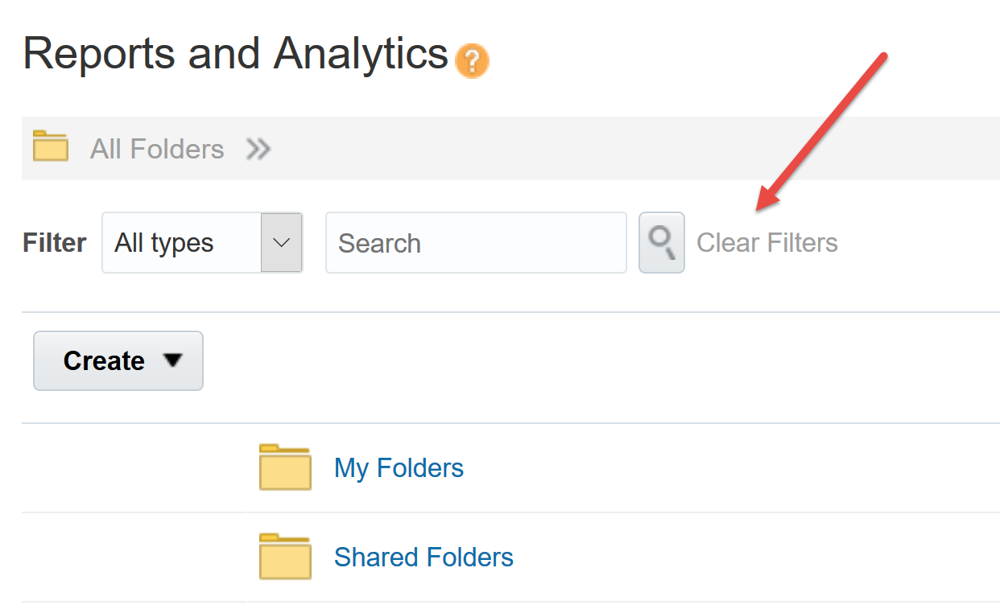 Reports and Analytics
All Folders
Filter All types Search Clear Filters
Create
My Folders
Shared Folders